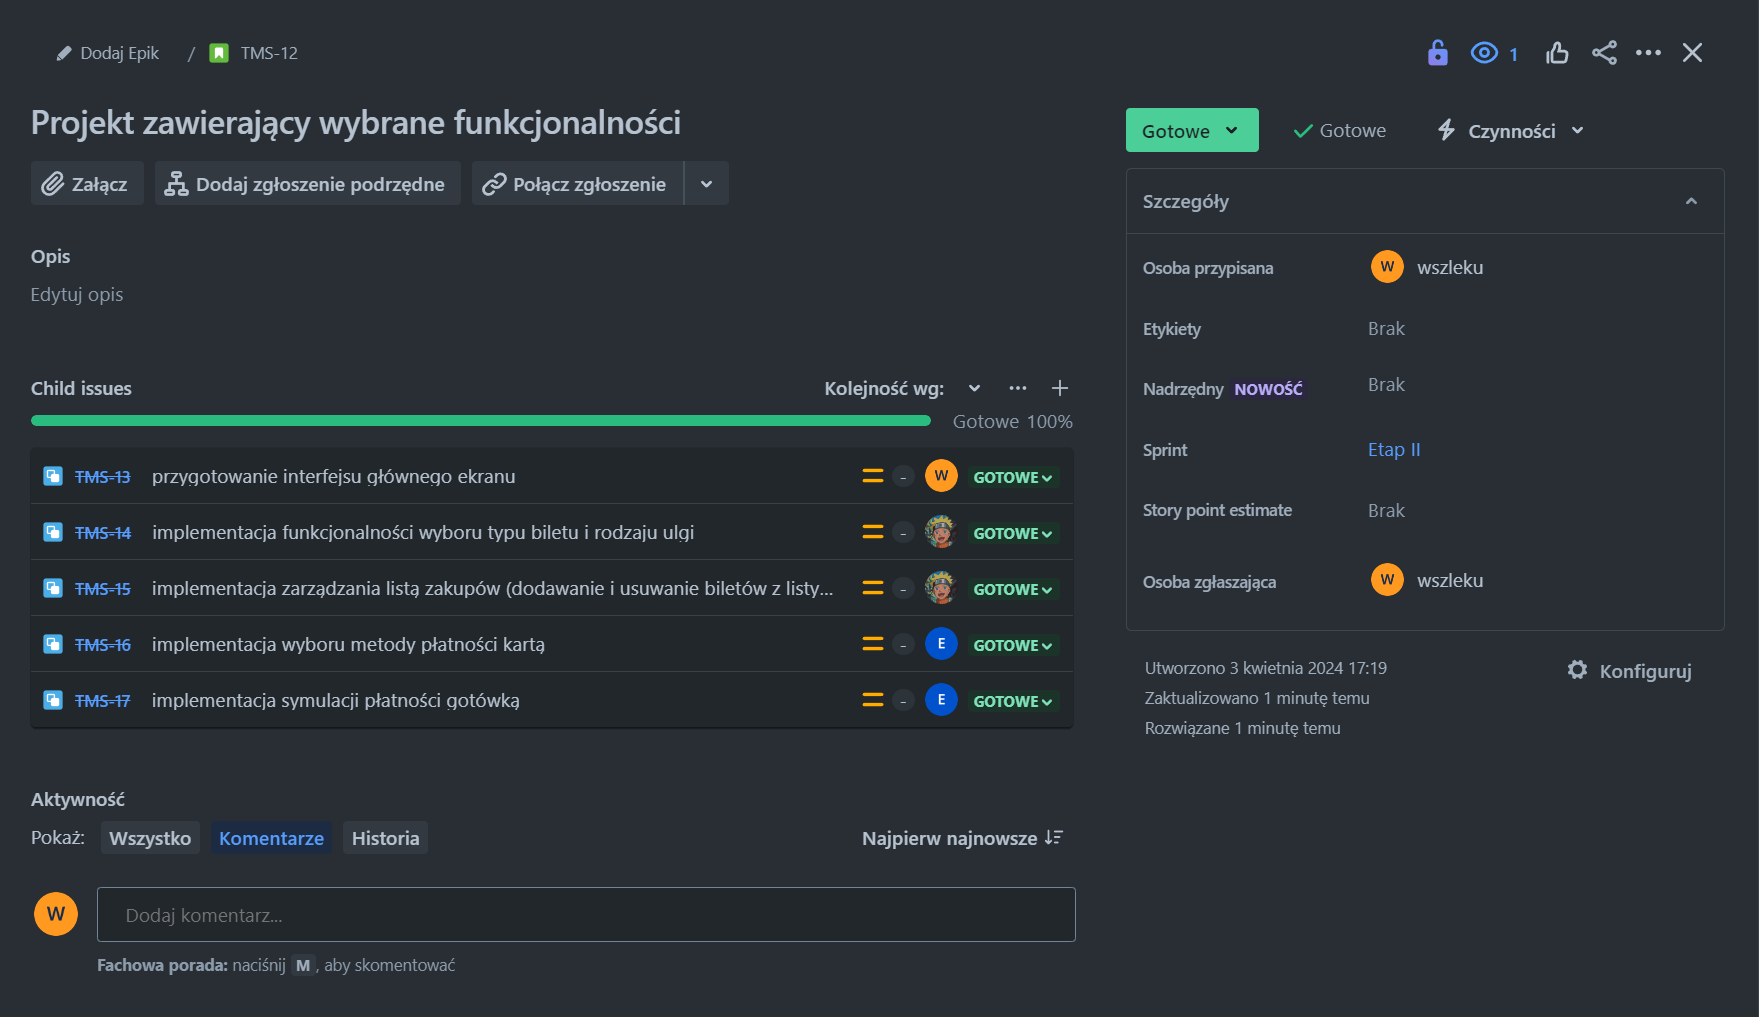 Dodaj Epik / TMS-12
1
Projekt zawierający wybrane funkcjonalności
Załącz Dodaj zgłoszenie podrzędne Połącz zgłoszenie
Opis
Edytuj opis
Child issues Kolejność wg:
Gotowe 100%
TMS-13 przygotowanie interfejsu głównego ekranu - W GOTOWE
TMS-14 implementacja funkcjonalności wyboru typu biletu i rodzaju ulgi - GOTOWE
TMS-15 implementacja zarządzania listą zakupów (dodawanie i usuwanie biletów z listy... - GOTOWE
TMS-16 implementacja wyboru metody płatności kartą - E GOTOWE
TMS-17 implementacja symulacji płatności gotówką - E GOTOWE
Aktywność
Pokaż: Wszystko Komentarze Historia Najpierw najnowsze
W Dodaj komentarz...
Fachowa porada: naciśnij M, aby skomentować
Gotowe Gotowe Czynności
Szczegóły
Osoba przypisana W wszleku
Etykiety Brak
Nadrzędny NOWOŚĆ Brak
Sprint Etap II
Story point estimate Brak
Osoba zgłaszająca W wszleku
Utworzono 3 kwietnia 2024 17:19 Konfiguruj
Zaktualizowano 1 minutę temu
Rozwiązane 1 minutę temu